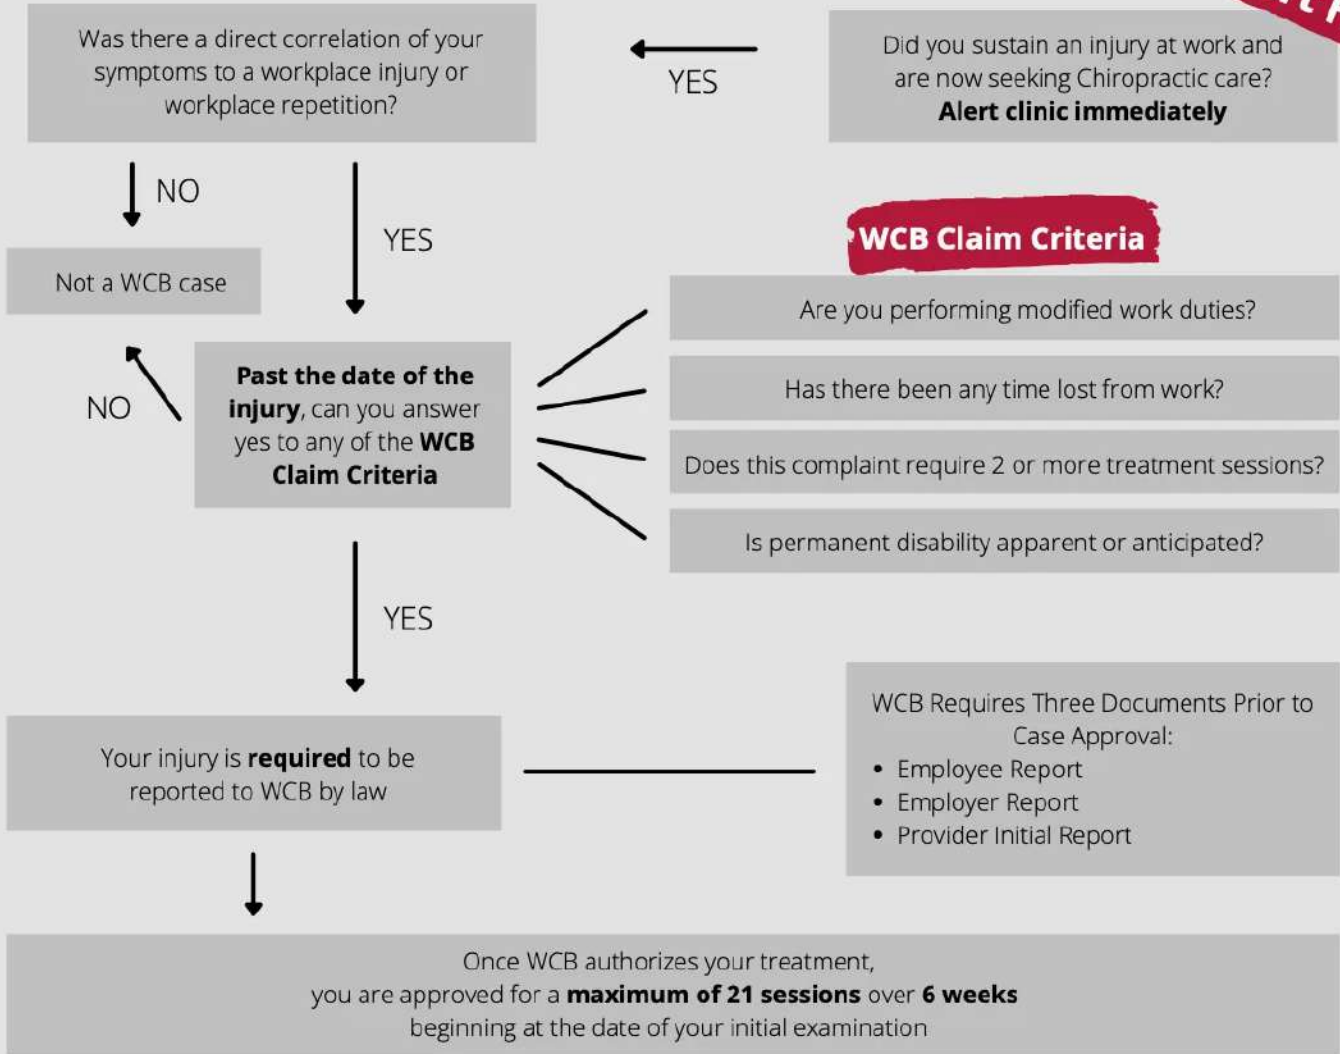 Did you sustain an injury at work and
are now seeking Chiropractic care?
Alert clinic immediately
YES
Was there a direct correlation of your
symptoms to a workplace injury or
workplace repetition?
NO
YES
Not a WCB case
WCB Claim Criteria
Are you performing modified work duties?
Has there been any time lost from work?
Does this complaint require 2 or more treatment sessions?
Is permanent disability apparent or anticipated?
Past the date of the
injury, can you answer
yes to any of the WCB
Claim Criteria
NO
YES
Your injury is required to be
reported to WCB by law
WCB Requires Three Documents Prior to
Case Approval:
• Employee Report
• Employer Report
• Provider Initial Report
Once WCB authorizes your treatment,
you are approved for a maximum of 21 sessions over 6 weeks
beginning at the date of your initial examination